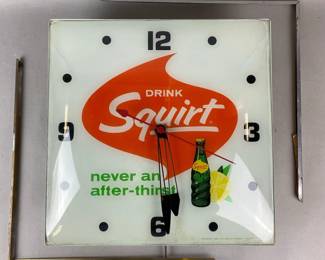 12
DRINK
Squirt
9
3
never an
after-thirst
6